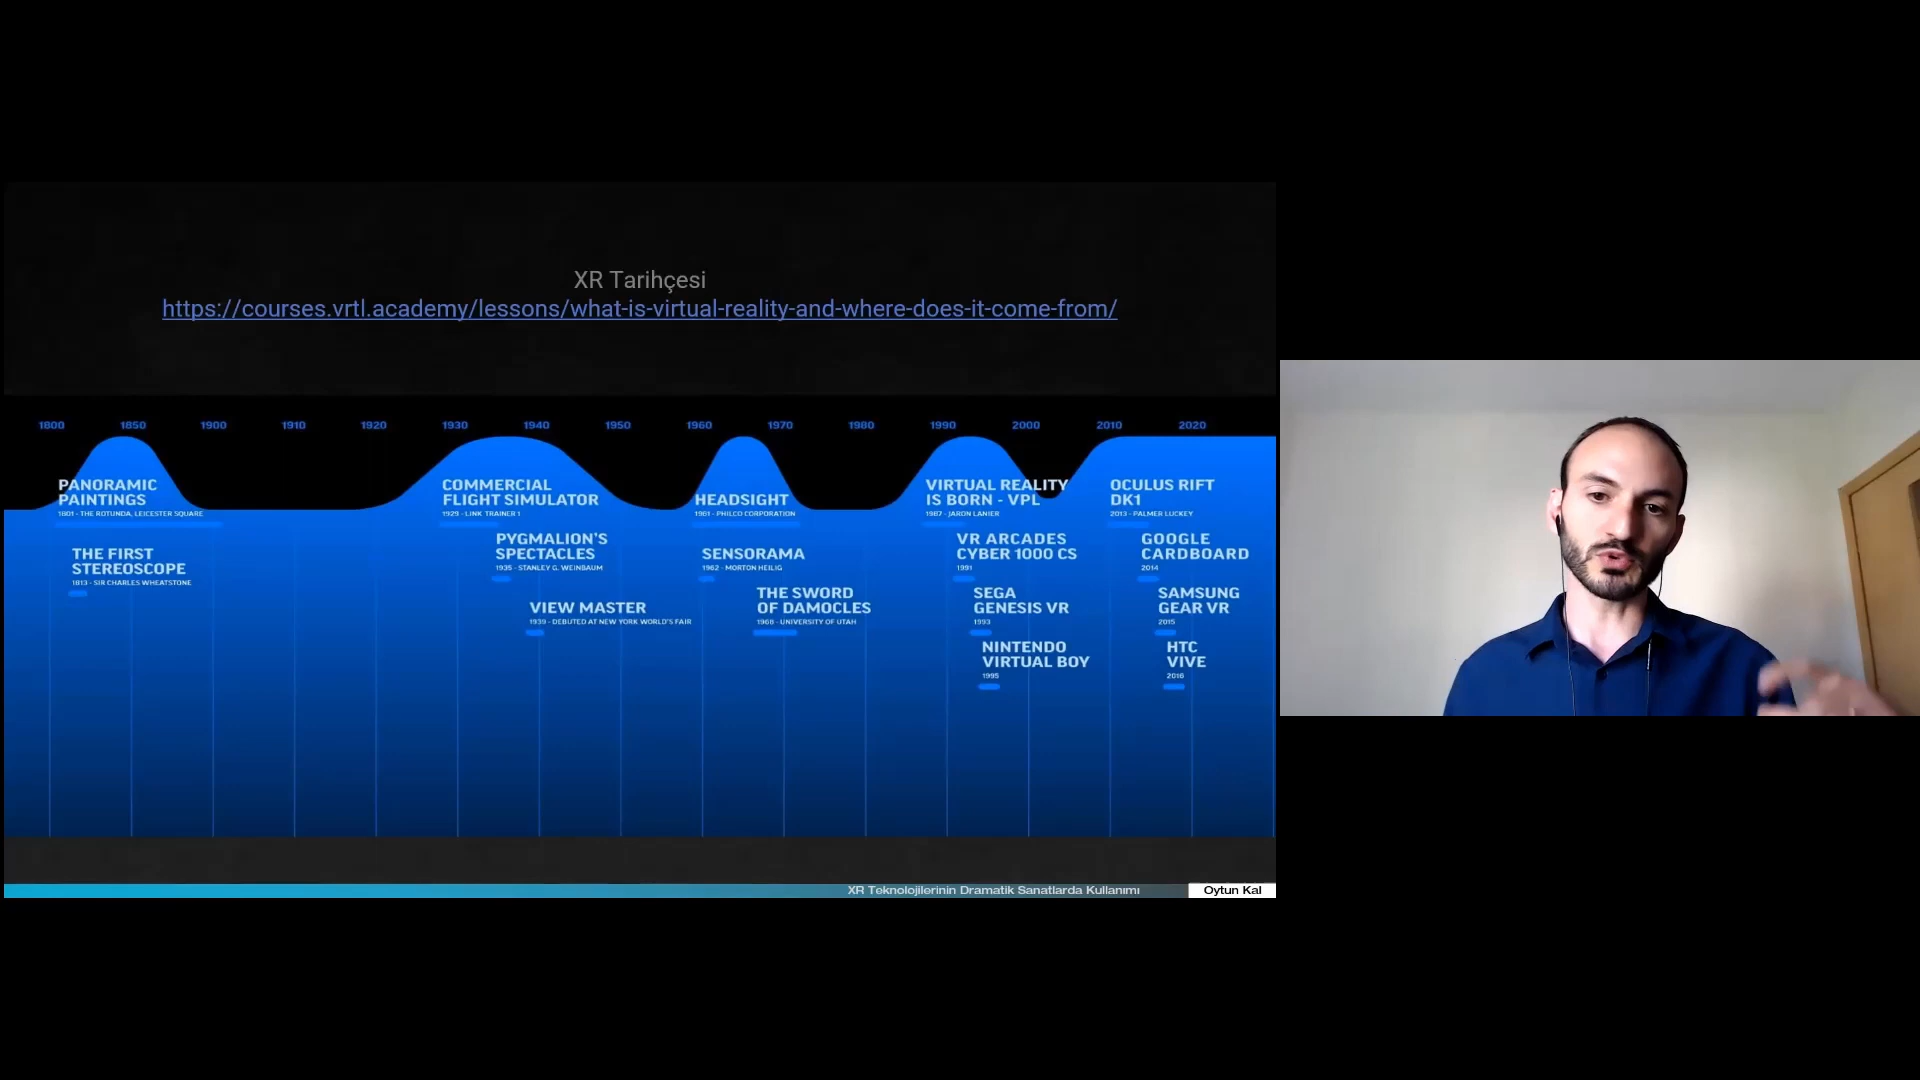 XR Tarihçesi
https://courses.vrtl.academy/lessons/what-is-virtual-reality-and-where-does-it-come-from/
1800 1850 1900 1910 1920 1930 1940 1950 1960 1970 1980 1990 2000 2010 2020
PANORAMIC
PAINTINGS
1801 - THE ROTUNDA, LEICESTER SQUARE
THE FIRST
STEREOSCOPE
1813 - SIR CHARLES WHEATSTONE
COMMERCIAL
FLIGHT SIMULATOR
1929 - LINK TRAINER 1
PYGMALION'S
SPECTACLES
1935 - STANLEY G. WEINBAUM
VIEW MASTER
1939 - DEBUTED AT NEW YORK WORLD'S FAIR
HEADSIGHT
1961 - PHILCO CORPORATION
SENSORAMA
1962 - MORTON HEILIG
THE SWORD
OF DAMOCLES
1968 - UNIVERSITY OF UTAH
VIRTUAL REALITY
IS BORN - VPL
1987 - JARON LANIER
VR ARCADES
CYBER 1000 CS
1991
SEGA
GENESIS VR
1993
NINTENDO
VIRTUAL BOY
1995
OCULUS RIFT
DK1
2013 - PALMER LUCKEY
GOOGLE
CARDBOARD
2014
SAMSUNG
GEAR VR
2015
HTC
VIVE
2016
XR Teknolojilerinin Dramatik Sanatlarda Kullanımı
Oytun Kal